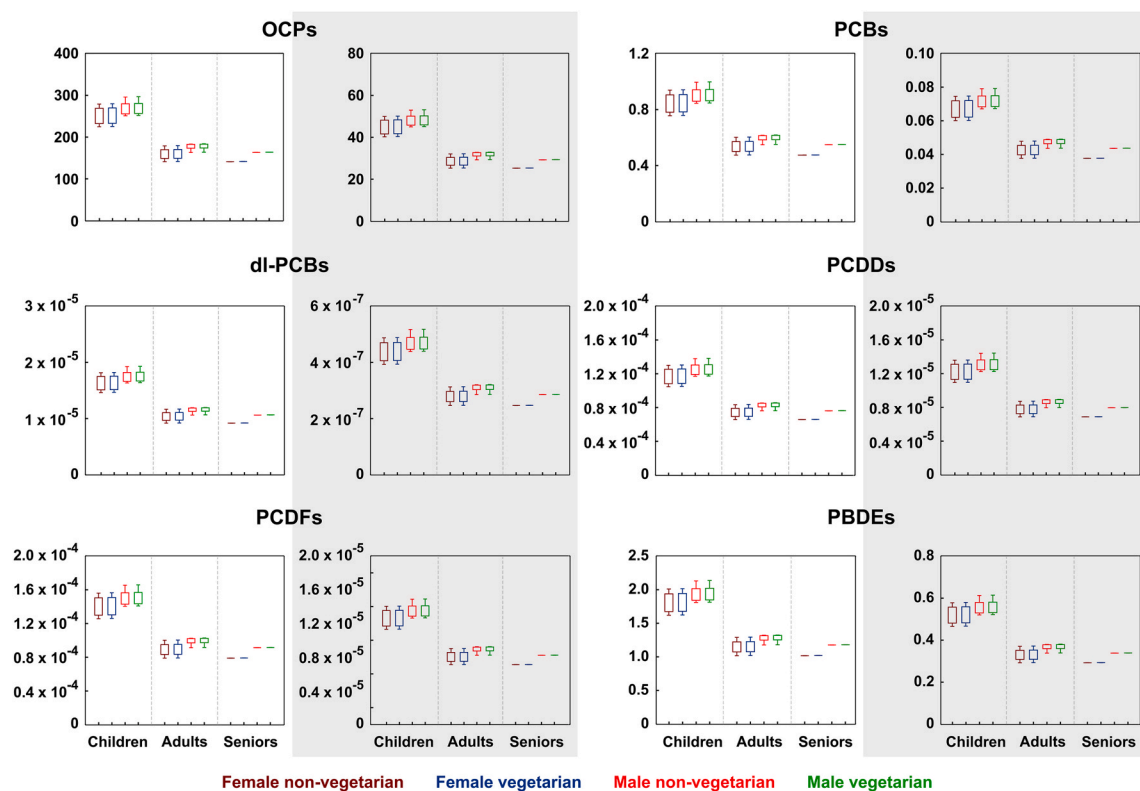 OCPs
400
300
200
100
0
80
60
40
20
0
PCBs
1.2
0.8
0.4
0
0.10
0.08
0.06
0.04
0.02
0
dl-PCBs
3 x 10⁻⁵
2 x 10⁻⁵
1 x 10⁻⁵
0
6 x 10⁻⁷
4 x 10⁻⁷
2 x 10⁻⁷
0
PCDDs
2.0 x 10⁻⁴
1.6 x 10⁻⁴
1.2 x 10⁻⁴
0.8 x 10⁻⁴
0.4 x 10⁻⁴
0
2.0 x 10⁻⁵
1.6 x 10⁻⁵
1.2 x 10⁻⁵
0.8 x 10⁻⁵
0.4 x 10⁻⁵
0
PCDFs
2.0 x 10⁻⁴
1.6 x 10⁻⁴
1.2 x 10⁻⁴
0.8 x 10⁻⁴
0.4 x 10⁻⁴
0
2.0 x 10⁻⁵
1.6 x 10⁻⁵
1.2 x 10⁻⁵
0.8 x 10⁻⁵
0.4 x 10⁻⁵
0
PBDEs
2.5
2.0
1.5
1.0
0.5
0
0.8
0.6
0.4
0.2
0
Children Adults Seniors Children Adults Seniors Children Adults Seniors Children Adults Seniors
Female non-vegetarian Female vegetarian Male non-vegetarian Male vegetarian